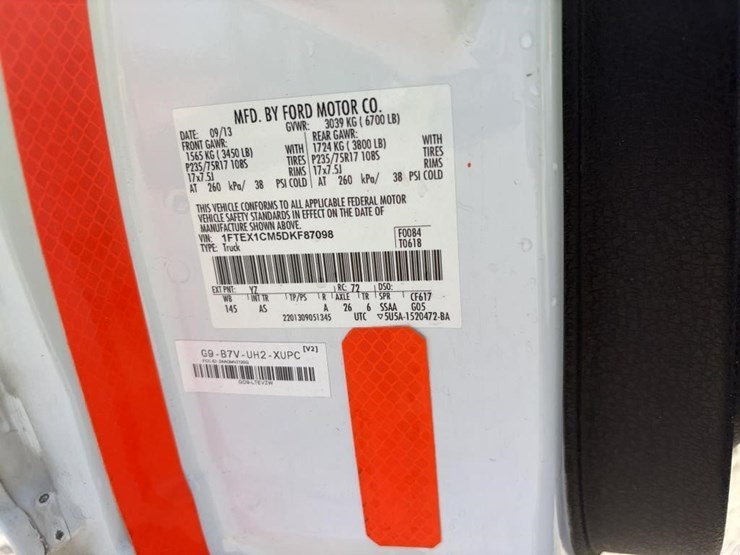 MFD. BY FORD MOTOR CO.
DATE: 09/13 GVWR: 3039 KG ( 6700 LB)
FRONT GAWR: REAR GAWR:
1565 KG ( 3450 LB) WITH 1724 KG ( 3800 LB) WITH
P235/75R17 108S TIRES P235/75R17 108S TIRES
17x7.5J RIMS 17x7.5J RIMS
AT 260 kPa/ 38 PSI COLD AT 260 kPa/ 38 PSI COLD
THIS VEHICLE CONFORMS TO ALL APPLICABLE FEDERAL MOTOR
VEHICLE SAFETY STANDARDS IN EFFECT ON THE DATE OF
MANUFACTURE SHOWN ABOVE.
VIN: 1FTEX1CM5DKF87098 F0084
TYPE: Truck T0618
EXT PNT: YZ RC: 72 DSO:
WB INT TR TP/PS R AXLE TR SPR CF617
145 AS A 26 6 SSAA G05
2201309051345 UTC ▽5U5A-1520472-BA
G9-B7V-UH2-XUPC [V2]